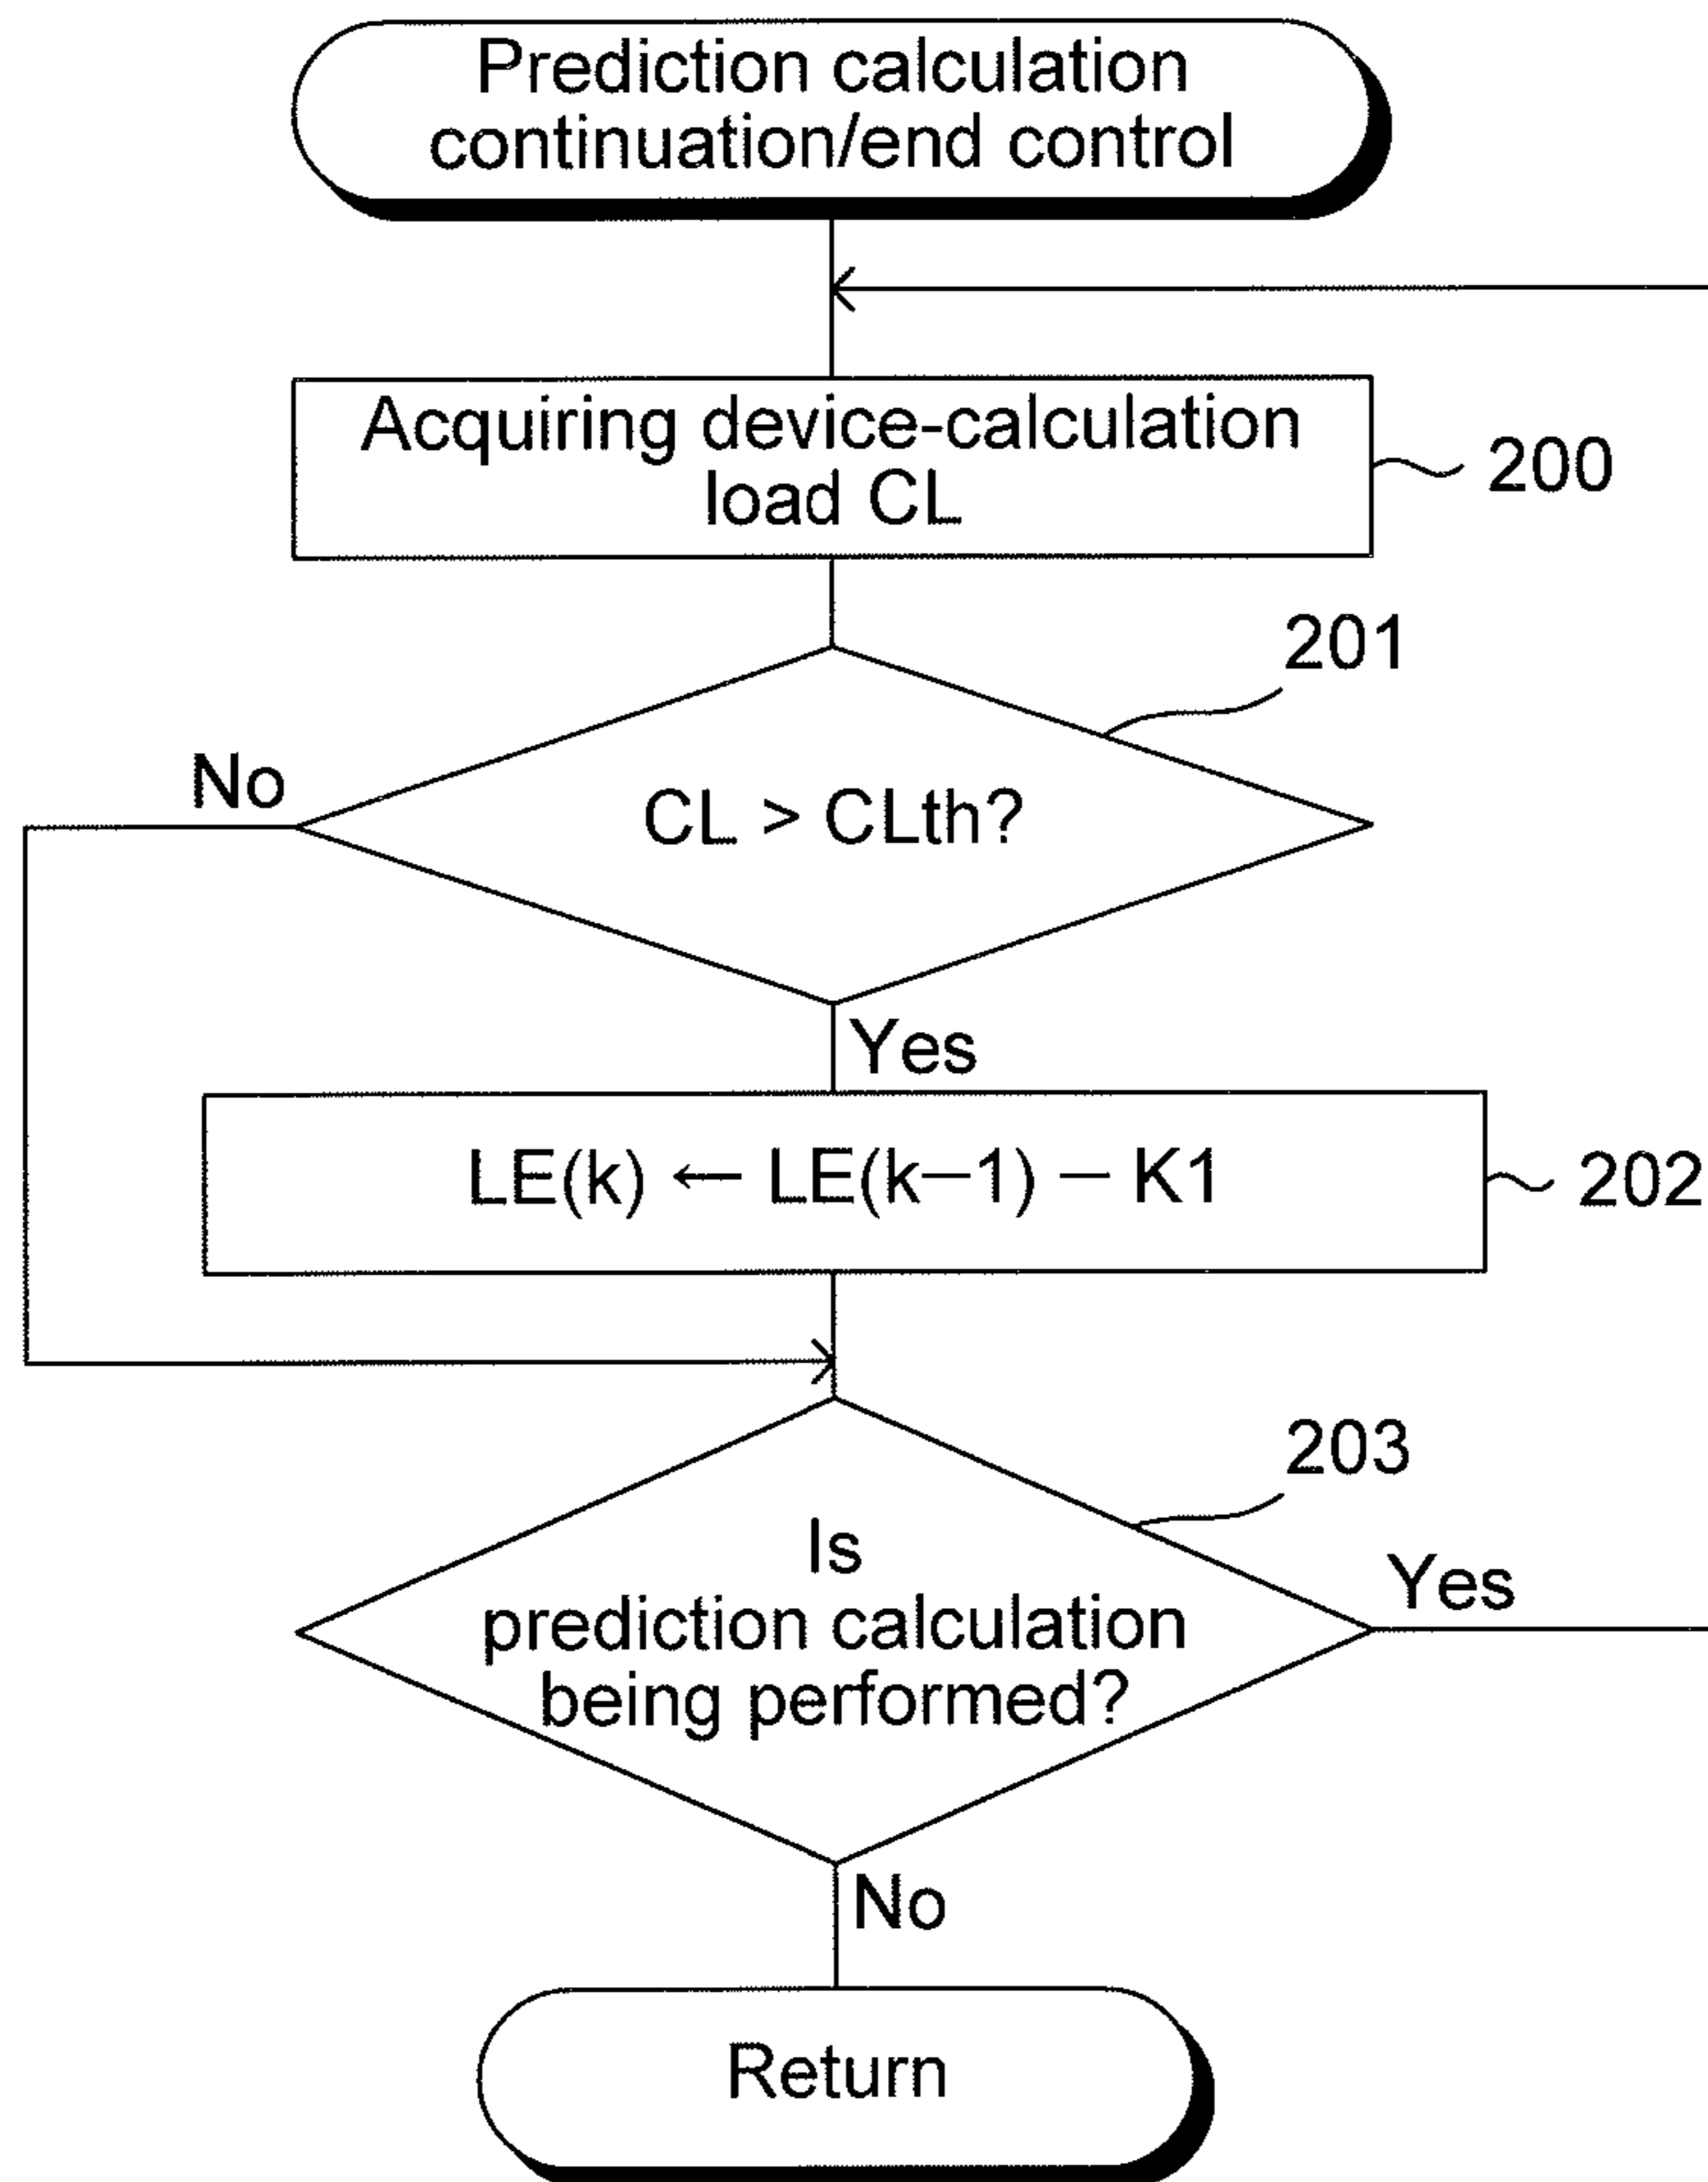 Prediction calculation
continuation/end control
Acquiring device-calculation
load CL
200
201
No
CL > CLth?
Yes
LE(k) ← LE(k−1) − K1
202
203
Is
prediction calculation
being performed?
Yes
No
Return